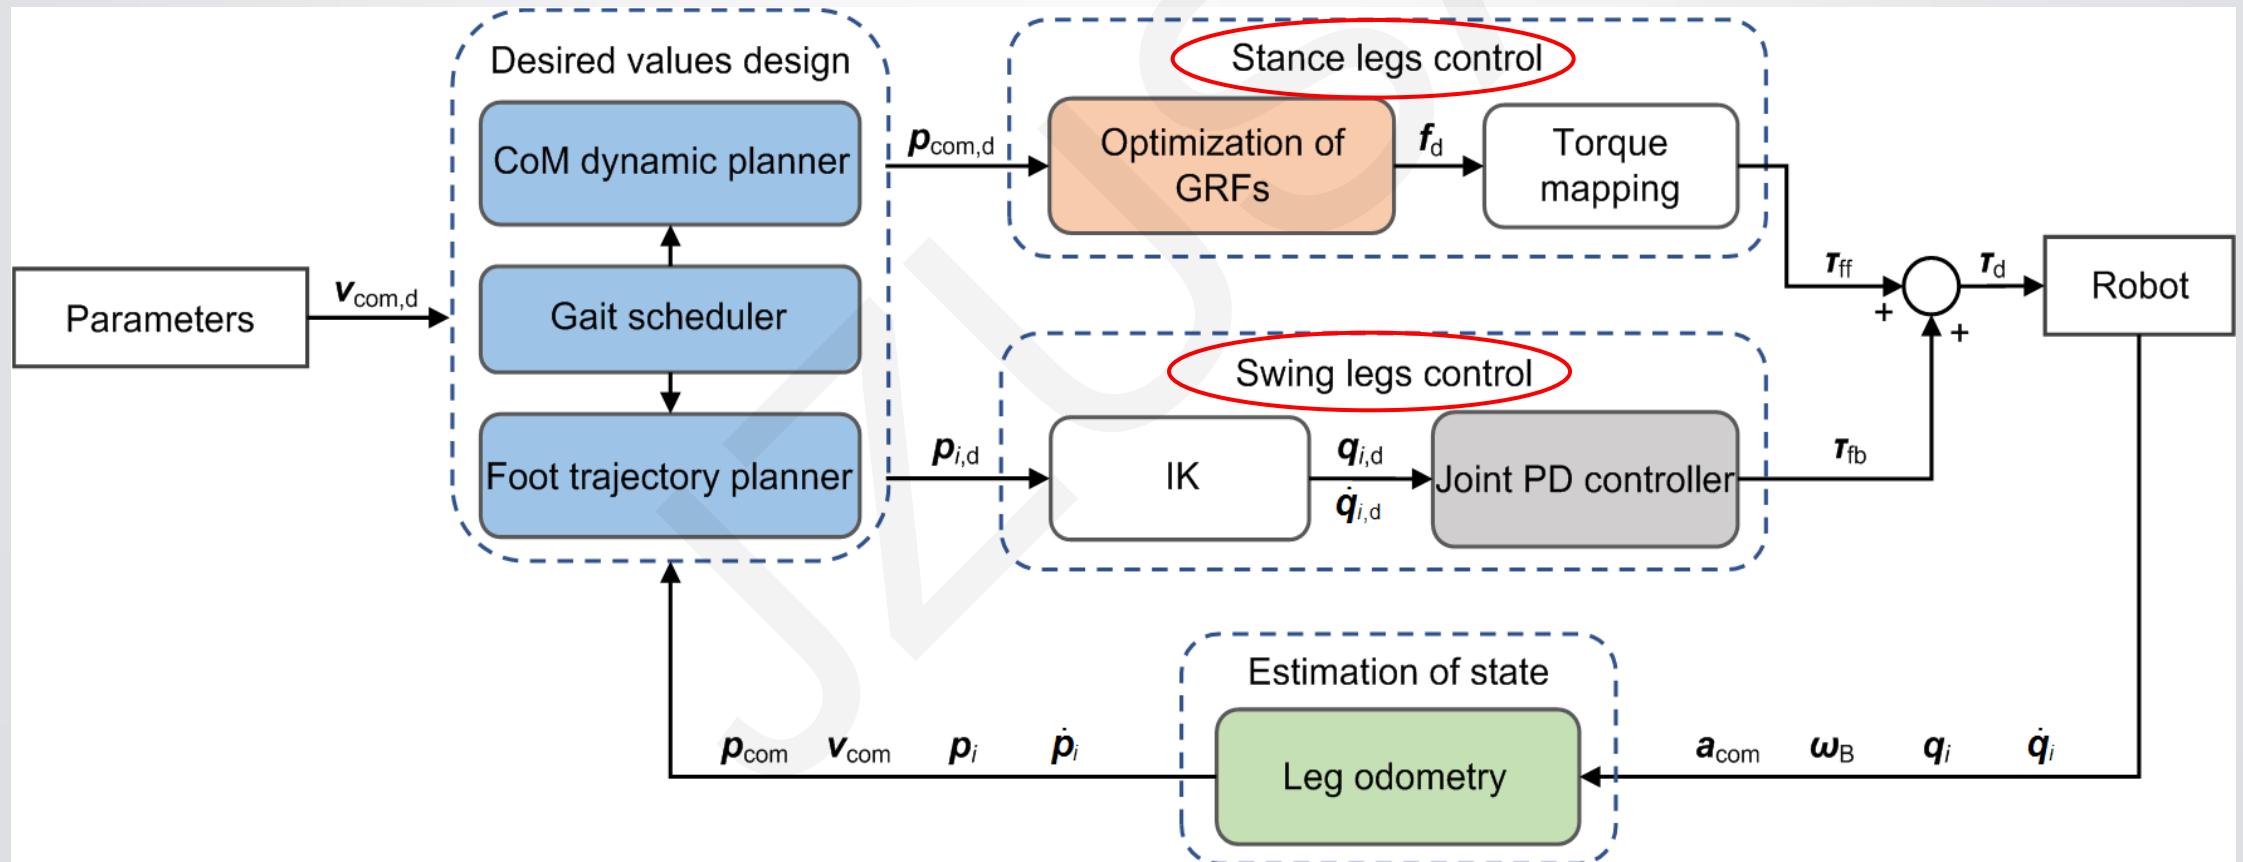 Desired values design
CoM dynamic planner
Gait scheduler
Foot trajectory planner
Parameters
v_com,d
p_com,d
Stance legs control
Optimization of
GRFs
f_d
Torque
mapping
τ_ff
+
τ_d
Robot
p_i,d
Swing legs control
IK
q_i,d
q̇_i,d
Joint PD controller
τ_fb
+
Estimation of state
Leg odometry
p_com v_com p_i ṗ_i
a_com ω_B q_i q̇_i
JZUS